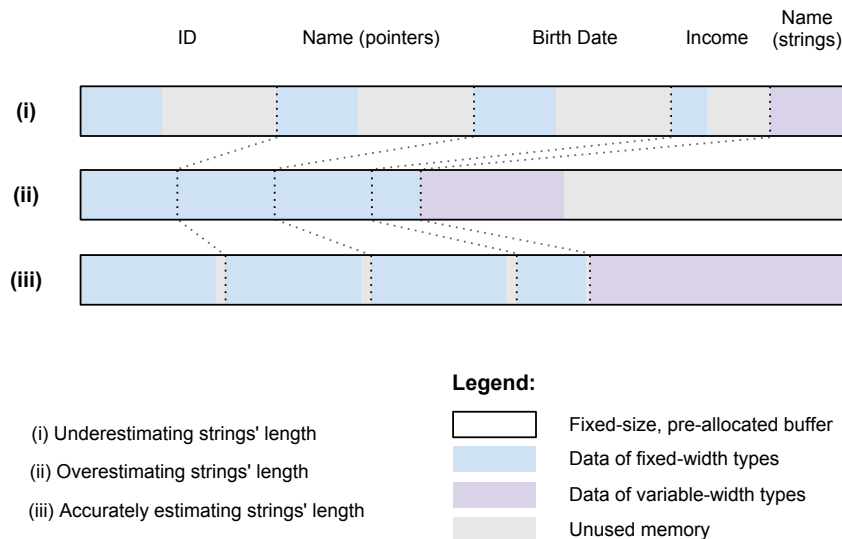 ID
Name (pointers)
Birth Date
Income
Name
(strings)
(i)
(ii)
(iii)
Legend:
Fixed-size, pre-allocated buffer
Data of fixed-width types
Data of variable-width types
Unused memory
(i) Underestimating strings' length
(ii) Overestimating strings' length
(iii) Accurately estimating strings' length